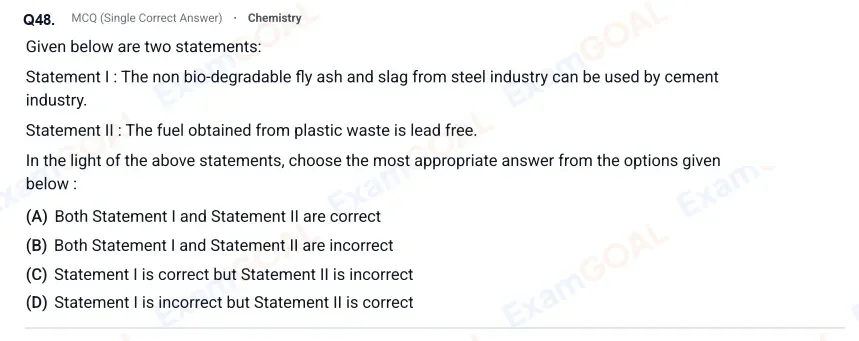 Q48. MCQ (Single Correct Answer) · Chemistry
Given below are two statements:
Statement I : The non bio-degradable fly ash and slag from steel industry can be used by cement
industry.
Statement II : The fuel obtained from plastic waste is lead free.
In the light of the above statements, choose the most appropriate answer from the options given
below :
(A) Both Statement I and Statement II are correct
(B) Both Statement I and Statement II are incorrect
(C) Statement I is correct but Statement II is incorrect
(D) Statement I is incorrect but Statement II is correct
ExamGOAL
ExamGOAL
ExamGOAL
ExamGOAL